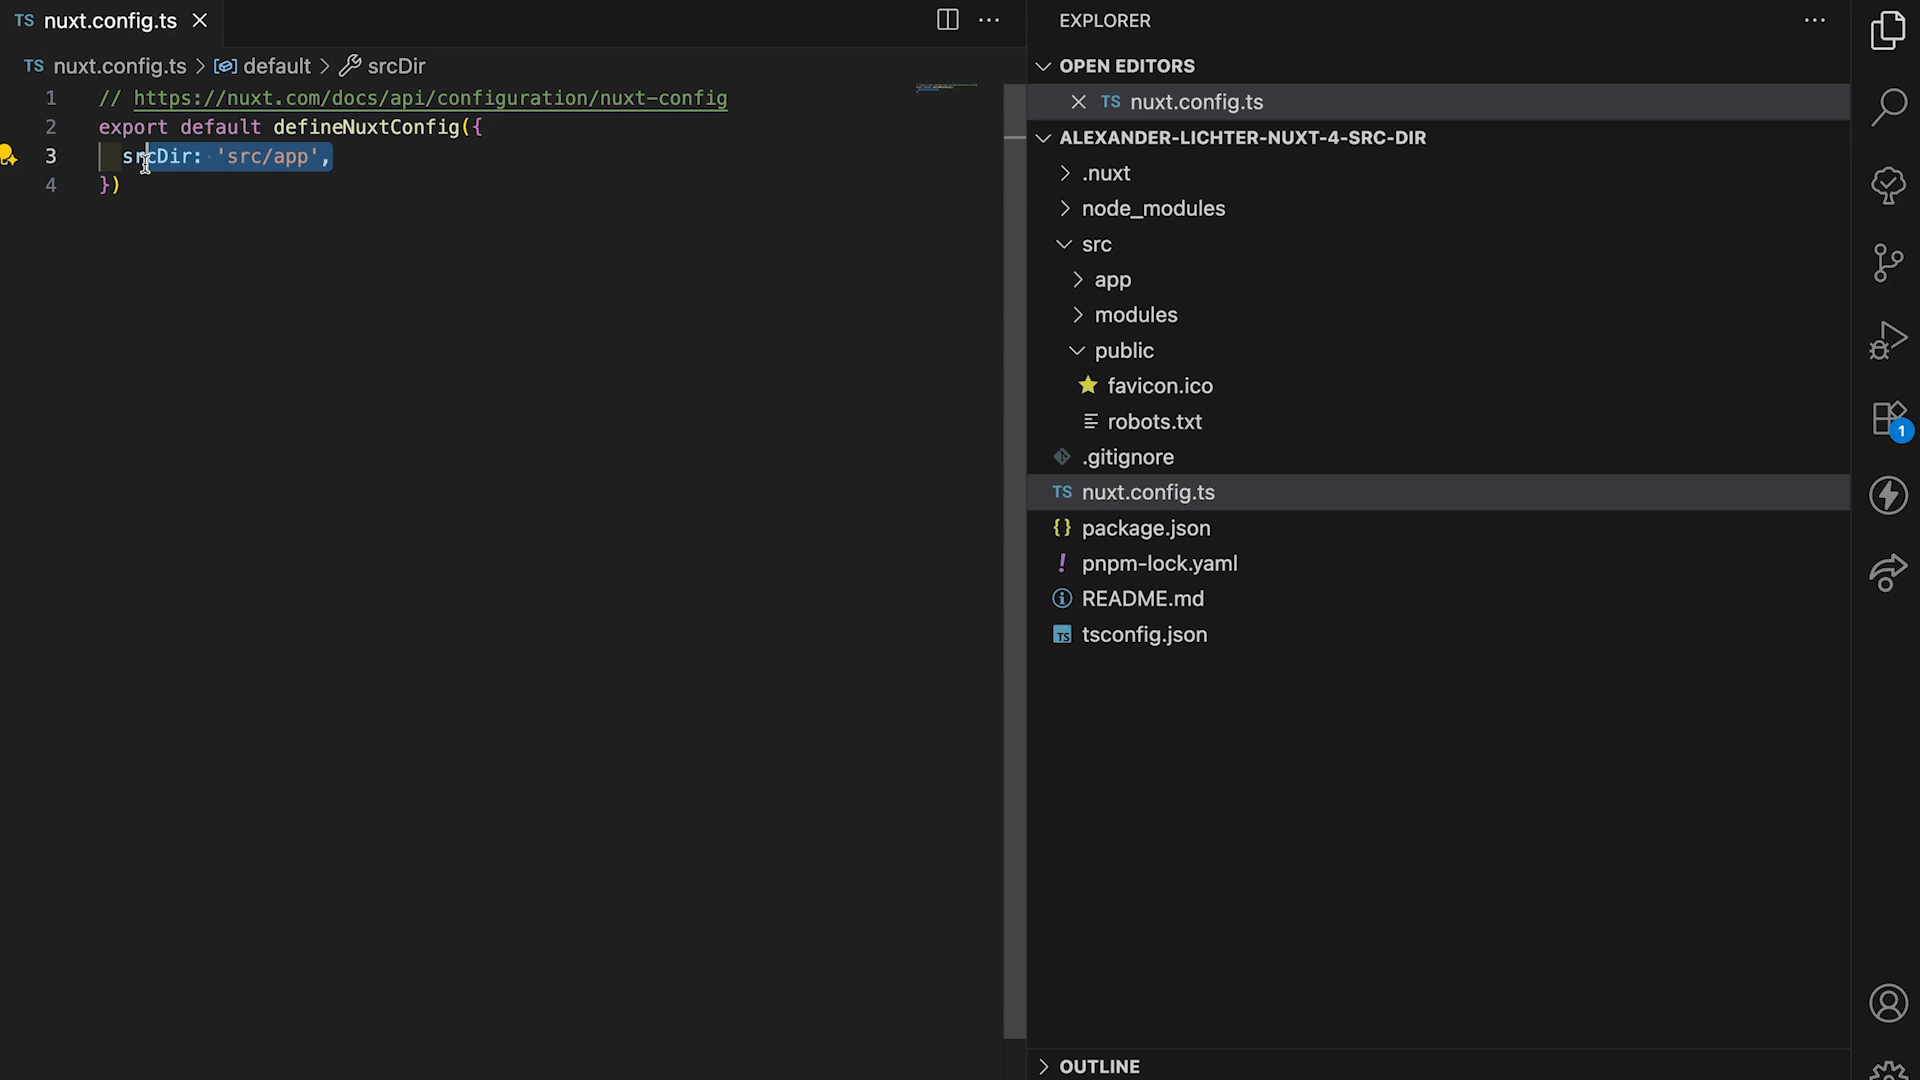 TS nuxt.config.ts
TS nuxt.config.ts > default > srcDir
1 // https://nuxt.com/docs/api/configuration/nuxt-config
2 export default defineNuxtConfig({
3 srcDir: 'src/app',
4 })
EXPLORER
OPEN EDITORS
TS nuxt.config.ts
ALEXANDER-LICHTER-NUXT-4-SRC-DIR
.nuxt
node_modules
src
app
modules
public
favicon.ico
robots.txt
.gitignore
TS nuxt.config.ts
{} package.json
! pnpm-lock.yaml
README.md
TS tsconfig.json
1
OUTLINE